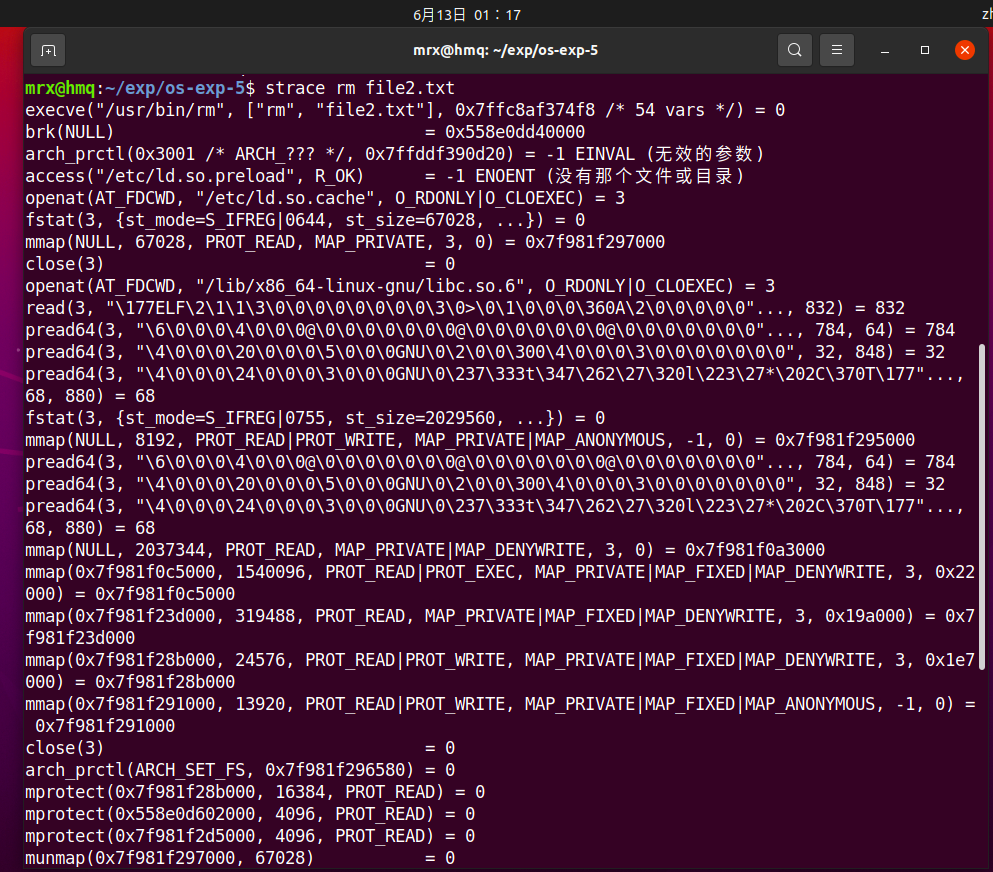 6月13日 01：17
zh
mrx@hmq: ~/exp/os-exp-5
mrx@hmq:~/exp/os-exp-5$ strace rm file2.txt
execve("/usr/bin/rm", ["rm", "file2.txt"], 0x7ffc8af374f8 /* 54 vars */) = 0
brk(NULL)                               = 0x558e0dd40000
arch_prctl(0x3001 /* ARCH_??? */, 0x7ffddf390d20) = -1 EINVAL (无效的参数)
access("/etc/ld.so.preload", R_OK)      = -1 ENOENT (没有那个文件或目录)
openat(AT_FDCWD, "/etc/ld.so.cache", O_RDONLY|O_CLOEXEC) = 3
fstat(3, {st_mode=S_IFREG|0644, st_size=67028, ...}) = 0
mmap(NULL, 67028, PROT_READ, MAP_PRIVATE, 3, 0) = 0x7f981f297000
close(3)                                = 0
openat(AT_FDCWD, "/lib/x86_64-linux-gnu/libc.so.6", O_RDONLY|O_CLOEXEC) = 3
read(3, "\177ELF\2\1\1\3\0\0\0\0\0\0\0\0\3\0>\0\1\0\0\0\360A\2\0\0\0\0\0"..., 832) = 832
pread64(3, "\6\0\0\0\4\0\0\0@\0\0\0\0\0\0\0@\0\0\0\0\0\0\0@\0\0\0\0\0\0\0"..., 784, 64) = 784
pread64(3, "\4\0\0\0\20\0\0\0\5\0\0\0GNU\0\2\0\0\300\4\0\0\0\3\0\0\0\0\0\0\0", 32, 848) = 32
pread64(3, "\4\0\0\0\24\0\0\0\3\0\0\0GNU\0\237\333t\347\262\27\320l\223\27*\202C\370T\177"...,
68, 880) = 68
fstat(3, {st_mode=S_IFREG|0755, st_size=2029560, ...}) = 0
mmap(NULL, 8192, PROT_READ|PROT_WRITE, MAP_PRIVATE|MAP_ANONYMOUS, -1, 0) = 0x7f981f295000
pread64(3, "\6\0\0\0\4\0\0\0@\0\0\0\0\0\0\0@\0\0\0\0\0\0\0@\0\0\0\0\0\0\0"..., 784, 64) = 784
pread64(3, "\4\0\0\0\20\0\0\0\5\0\0\0GNU\0\2\0\0\300\4\0\0\0\3\0\0\0\0\0\0\0", 32, 848) = 32
pread64(3, "\4\0\0\0\24\0\0\0\3\0\0\0GNU\0\237\333t\347\262\27\320l\223\27*\202C\370T\177"...,
68, 880) = 68
mmap(NULL, 2037344, PROT_READ, MAP_PRIVATE|MAP_DENYWRITE, 3, 0) = 0x7f981f0a3000
mmap(0x7f981f0c5000, 1540096, PROT_READ|PROT_EXEC, MAP_PRIVATE|MAP_FIXED|MAP_DENYWRITE, 3, 0x22
000) = 0x7f981f0c5000
mmap(0x7f981f23d000, 319488, PROT_READ, MAP_PRIVATE|MAP_FIXED|MAP_DENYWRITE, 3, 0x19a000) = 0x7
f981f23d000
mmap(0x7f981f28b000, 24576, PROT_READ|PROT_WRITE, MAP_PRIVATE|MAP_FIXED|MAP_DENYWRITE, 3, 0x1e7
000) = 0x7f981f28b000
mmap(0x7f981f291000, 13920, PROT_READ|PROT_WRITE, MAP_PRIVATE|MAP_FIXED|MAP_ANONYMOUS, -1, 0) =
 0x7f981f291000
close(3)                                = 0
arch_prctl(ARCH_SET_FS, 0x7f981f296580) = 0
mprotect(0x7f981f28b000, 16384, PROT_READ) = 0
mprotect(0x558e0d602000, 4096, PROT_READ) = 0
mprotect(0x7f981f2d5000, 4096, PROT_READ) = 0
munmap(0x7f981f297000, 67028)           = 0